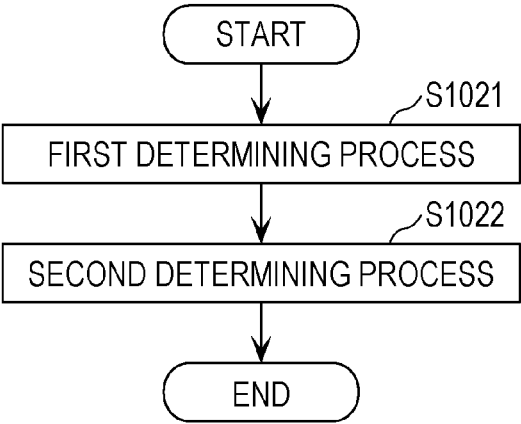 START
S1021
FIRST DETERMINING PROCESS
S1022
SECOND DETERMINING PROCESS
END